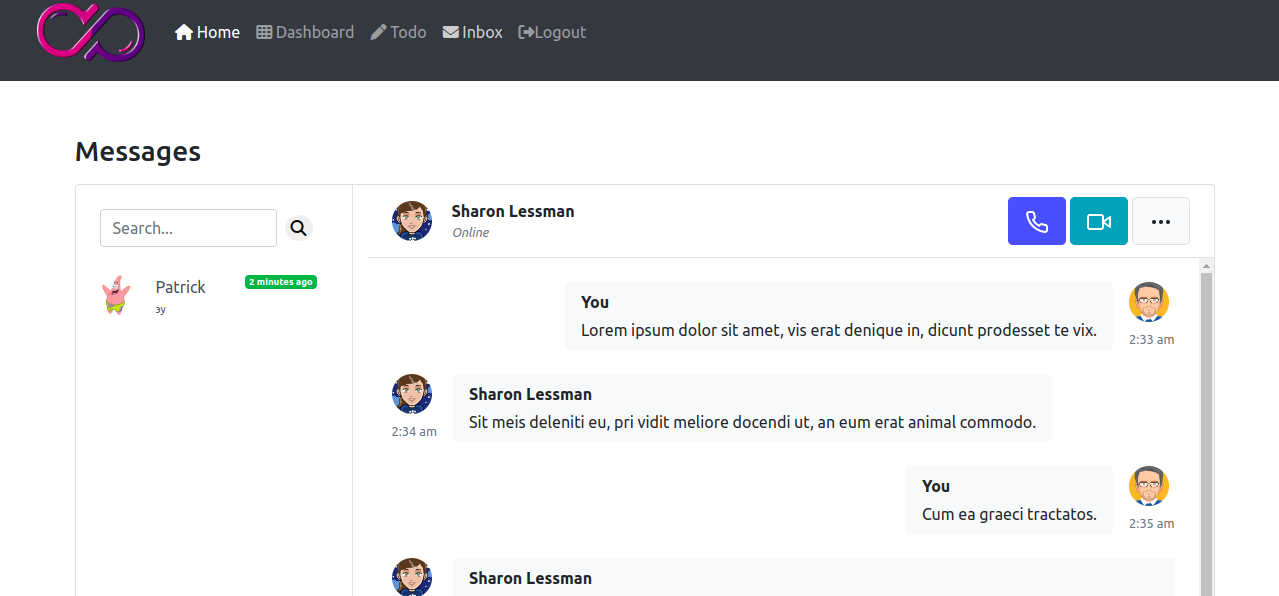 Home Dashboard Todo Inbox Logout
Messages
Search...
Patrick 2 minutes ago
эу
Sharon Lessman
Online
You
Lorem ipsum dolor sit amet, vis erat denique in, dicunt prodesset te vix.
2:33 am
Sharon Lessman
Sit meis deleniti eu, pri vidit meliore docendi ut, an eum erat animal commodo.
2:34 am
You
Cum ea graeci tractatos.
2:35 am
Sharon Lessman